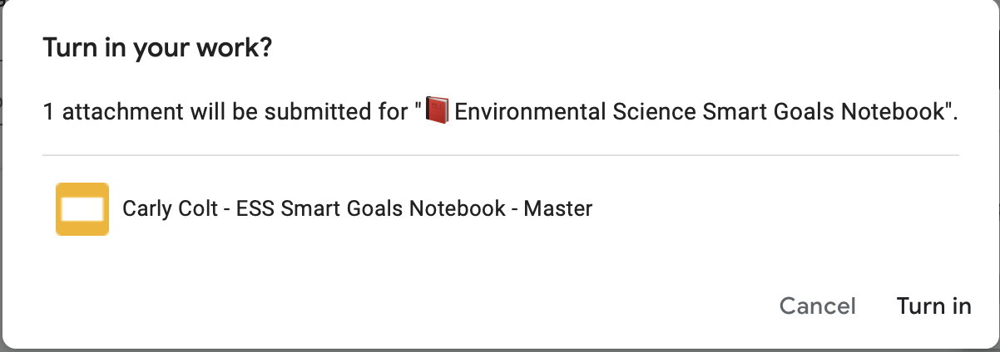 Turn in your work?
1 attachment will be submitted for "📕 Environmental Science Smart Goals Notebook".
Carly Colt - ESS Smart Goals Notebook - Master
Cancel Turn in